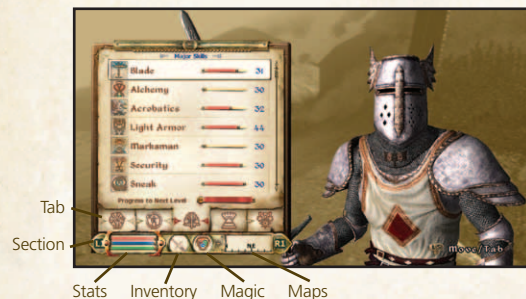 Major Skills
Blade 31
Alchemy 30
Acrobatics 32
Light Armor 44
Marksman 30
Security 30
Sneak 30
Progress to Next Level
Tab
Section
L
NE
R1
Move/Tab
Stats Inventory Magic Maps